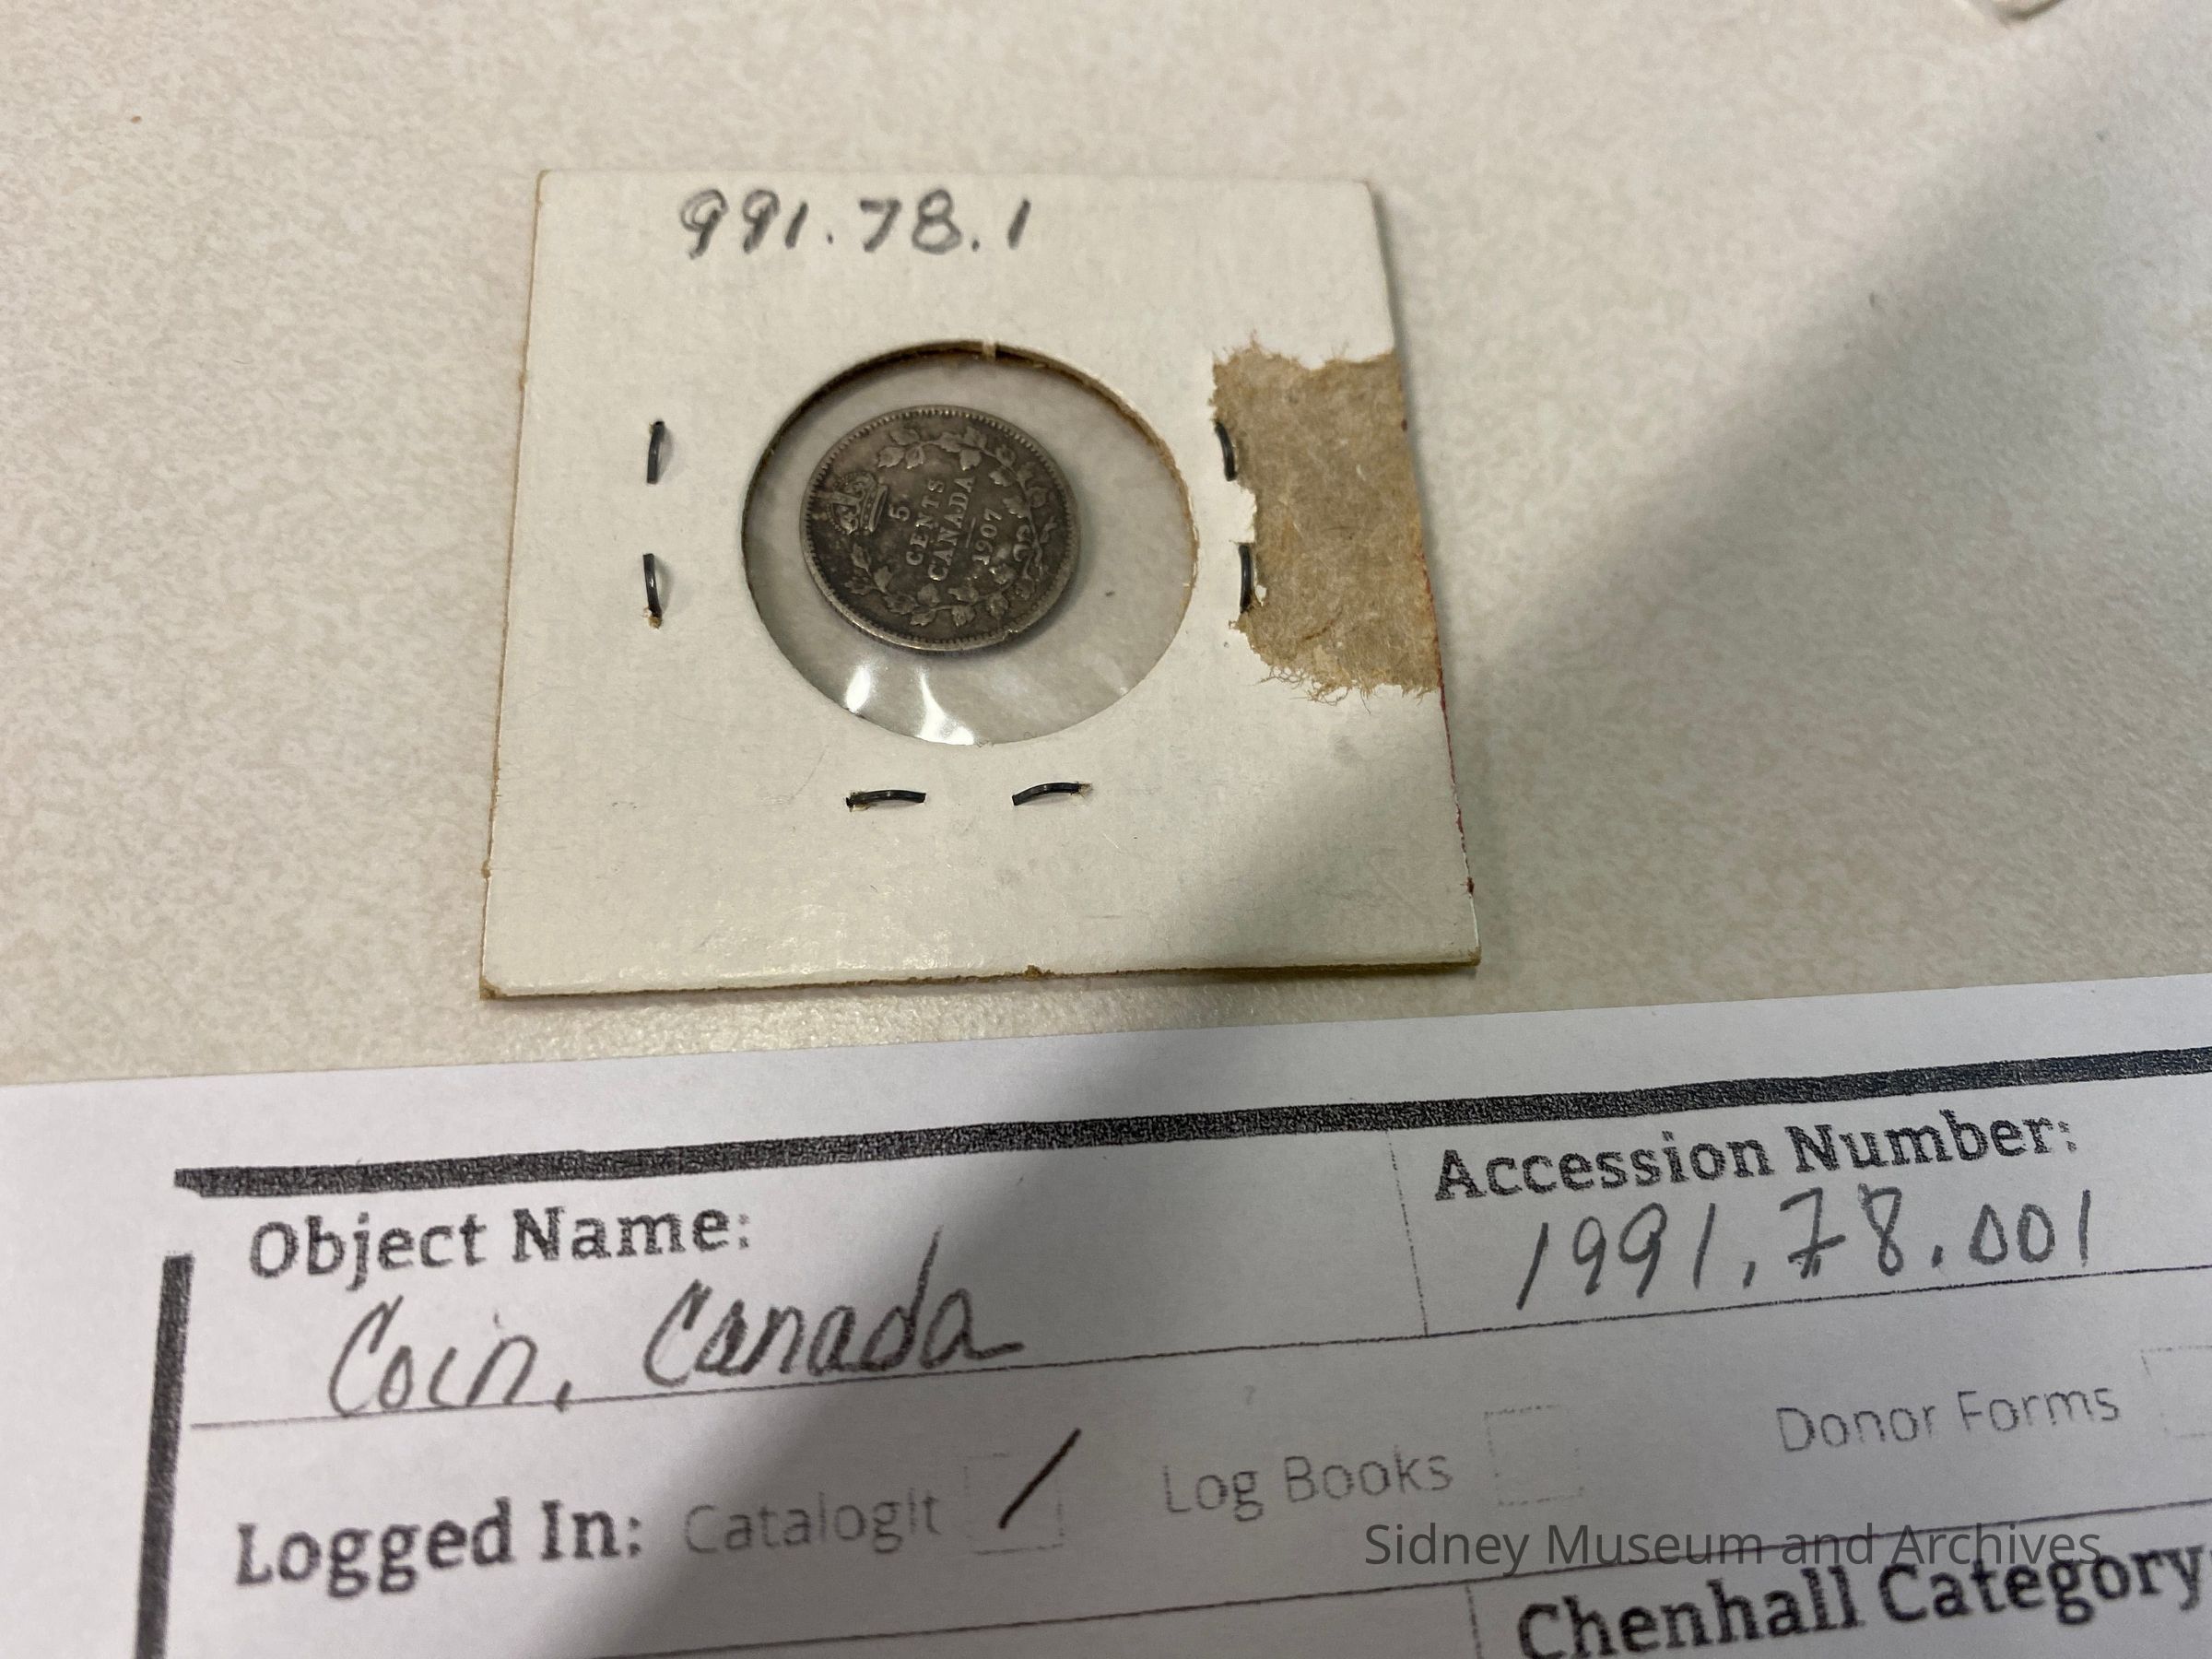 991.78.1
5
CENTS
CANADA
1907
Object Name:
Coin, Canada
Accession Number:
1991.78.001
Logged In: CatalogIt Log Books Donor Forms
Sidney Museum and Archives
Chenhall Category